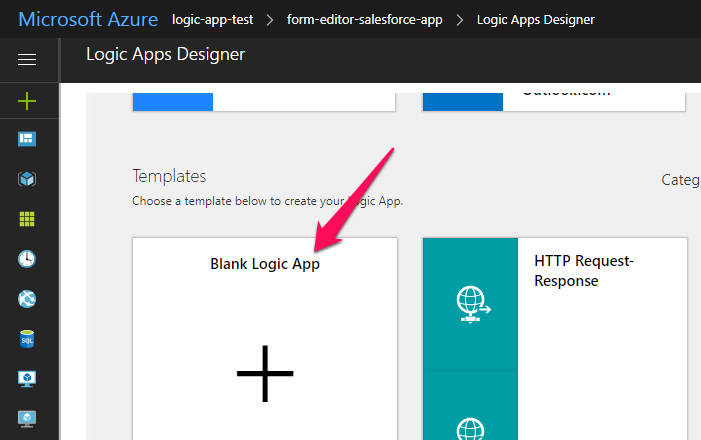 Microsoft Azure logic-app-test > form-editor-salesforce-app > Logic Apps Designer
Logic Apps Designer
Outlook.com
Templates
Categ
Choose a template below to create your Logic App.
Blank Logic App
HTTP Request-
Response
SQL